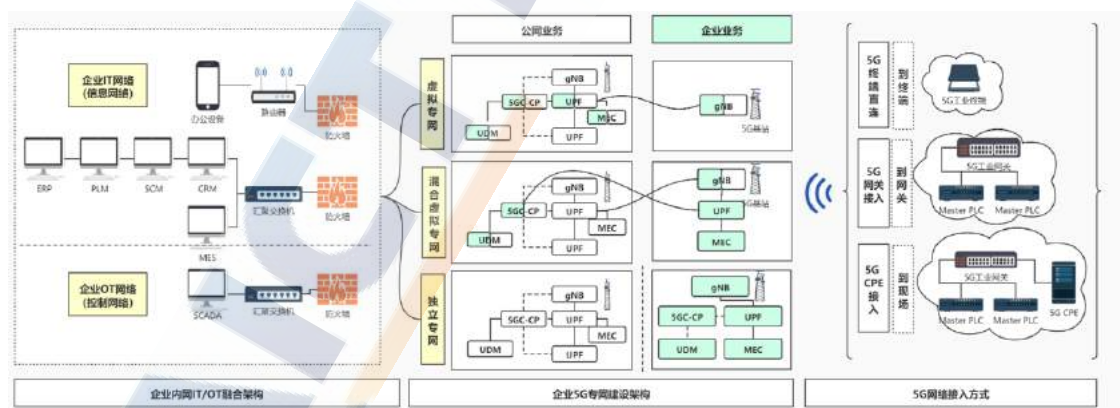 公网业务
企业业务
企业IT网络
(信息网络)
办公设备
路由器
防火墙
ERP
PLM
SCM
CRM
汇聚交换机
防火墙
MES
企业OT网络
(控制网络)
SCADA
汇聚交换机
防火墙
企业内网IT/OT融合架构
虚拟专网
gNB
5GC-CP
UPF
MEC
UDM
UPF
gNB
5G基站
混合虚拟专网
gNB
5GC-CP
UPF
MEC
UDM
UPF
gNB
5G基站
UPF
MEC
独立专网
gNB
5GC-CP
UPF
MEC
UDM
UPF
gNB
5GC-CP
UPF
UDM
MEC
企业5G专网建设架构
5G终端直连
到终端
5G工业终端
5G网关接入
到网关
5G工业网关
Master PLC
Master PLC
5G CPE接入
到现场
5G工业网关
Master PLC
Master PLC
5G CPE
5G网络接入方式